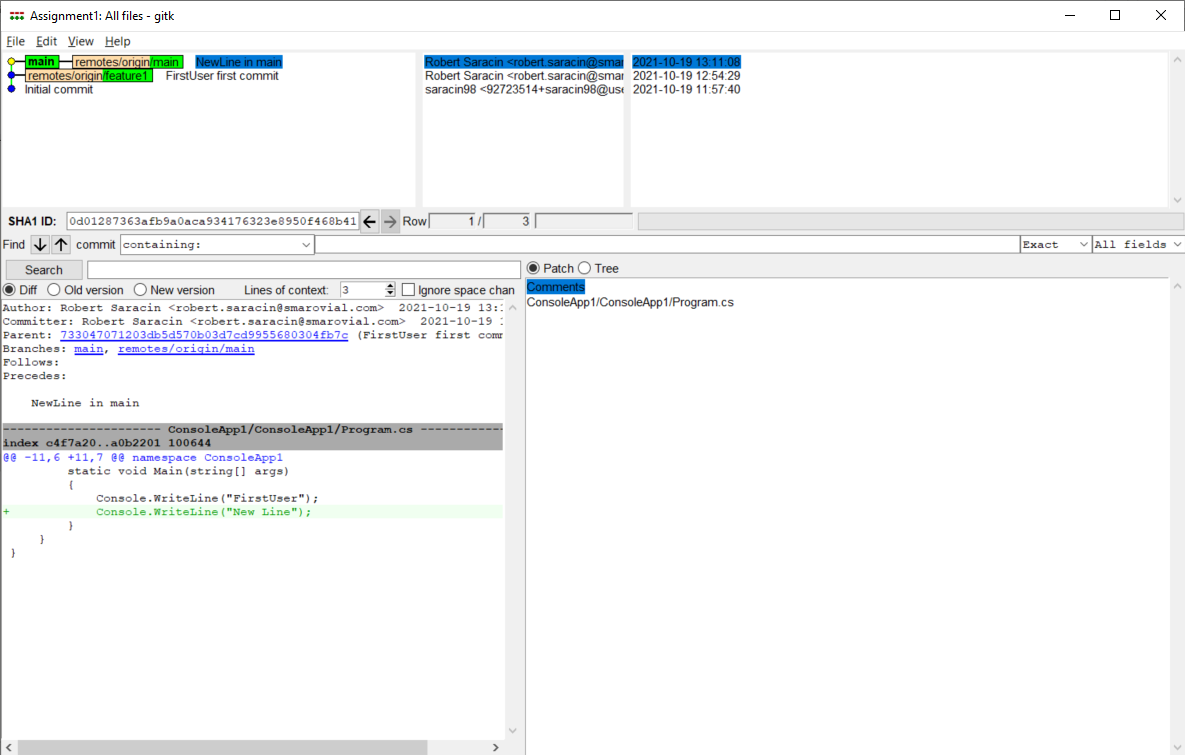 Assignment1: All files - gitk
File Edit View Help
main remotes/origin/main NewLine in main Robert Saracin <robert.saracin@smar 2021-10-19 13:11:08
remotes/origin/feature1 FirstUser first commit Robert Saracin <robert.saracin@smar 2021-10-19 12:54:29
Initial commit saracin98 <92723514+saracin98@use 2021-10-19 11:57:40
SHA1 ID: 0d01287363afb9a0aca934176323e8950f468b41 Row 1 / 3
Find commit containing: Exact All fields
Search Patch Tree
Diff Old version New version Lines of context: 3 Ignore space chan
Comments
ConsoleApp1/ConsoleApp1/Program.cs
Author: Robert Saracin <robert.saracin@smarovial.com> 2021-10-19 13:1
Committer: Robert Saracin <robert.saracin@smarovial.com> 2021-10-19 1
Parent: 733047071203db5d570b03d7cd9955680304fb7c (FirstUser first com
Branches: main, remotes/origin/main
Follows:
Precedes:
NewLine in main
---------------------- ConsoleApp1/ConsoleApp1/Program.cs ------------
index c4f7a20..a0b2201 100644
@@ -11,6 +11,7 @@ namespace ConsoleApp1
static void Main(string[] args)
{
Console.WriteLine("FirstUser");
+ Console.WriteLine("New Line");
}
}
}